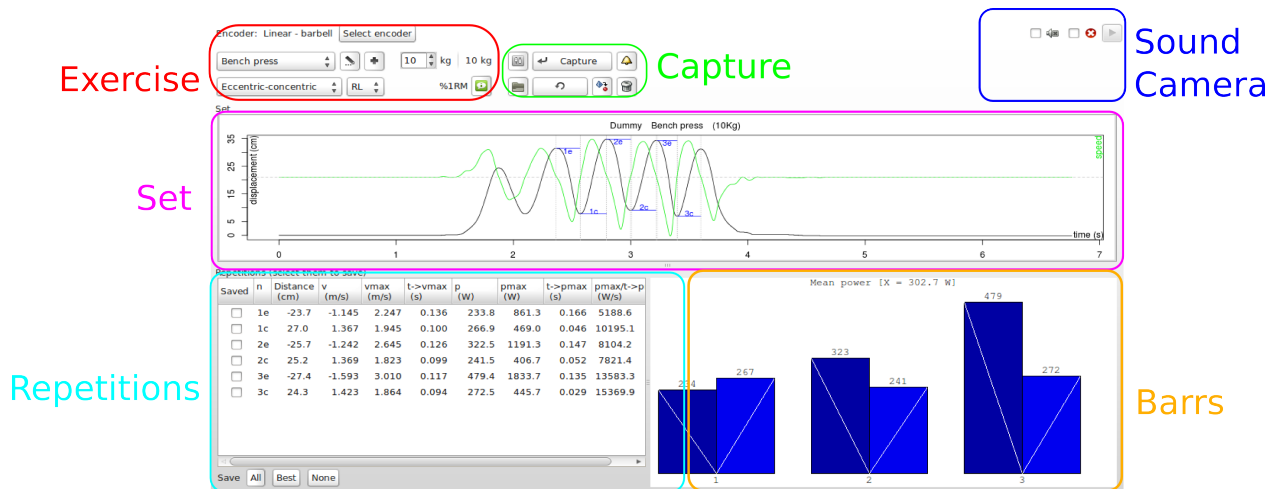 Encoder: Linear - barbell Select encoder
Bench press 10 kg 10 kg Capture
Eccentric-concentric RL %1RM
Exercise
Capture
Sound
Camera
Set
Set
Dummy Bench press (10Kg)
displacement (cm)
35
25
15
5
0
speed
1e 2e 3e
1c 2c 3c
time (s)
0 1 2 3 4 5 6 7
Repetitions (select them to save)
Saved n Distance (cm) v (m/s) vmax (m/s) t->vmax (s) p (W) pmax (W) t->pmax (s) pmax/t->p (W/s)
1e -23.7 -1.145 2.247 0.136 233.8 861.3 0.166 5188.6
1c 27.0 1.367 1.945 0.100 266.9 469.0 0.046 10195.1
2e -25.7 -1.242 2.645 0.126 322.5 1191.3 0.147 8104.2
2c 25.2 1.369 1.823 0.099 241.5 406.7 0.052 7821.4
3e -27.4 -1.593 3.010 0.117 479.4 1833.7 0.135 13583.3
3c 24.3 1.423 1.864 0.094 272.5 445.7 0.029 15369.9
Save All Best None
Repetitions
Mean power [X = 302.7 W]
234 267 323 241 479 272
1 2 3
Barrs